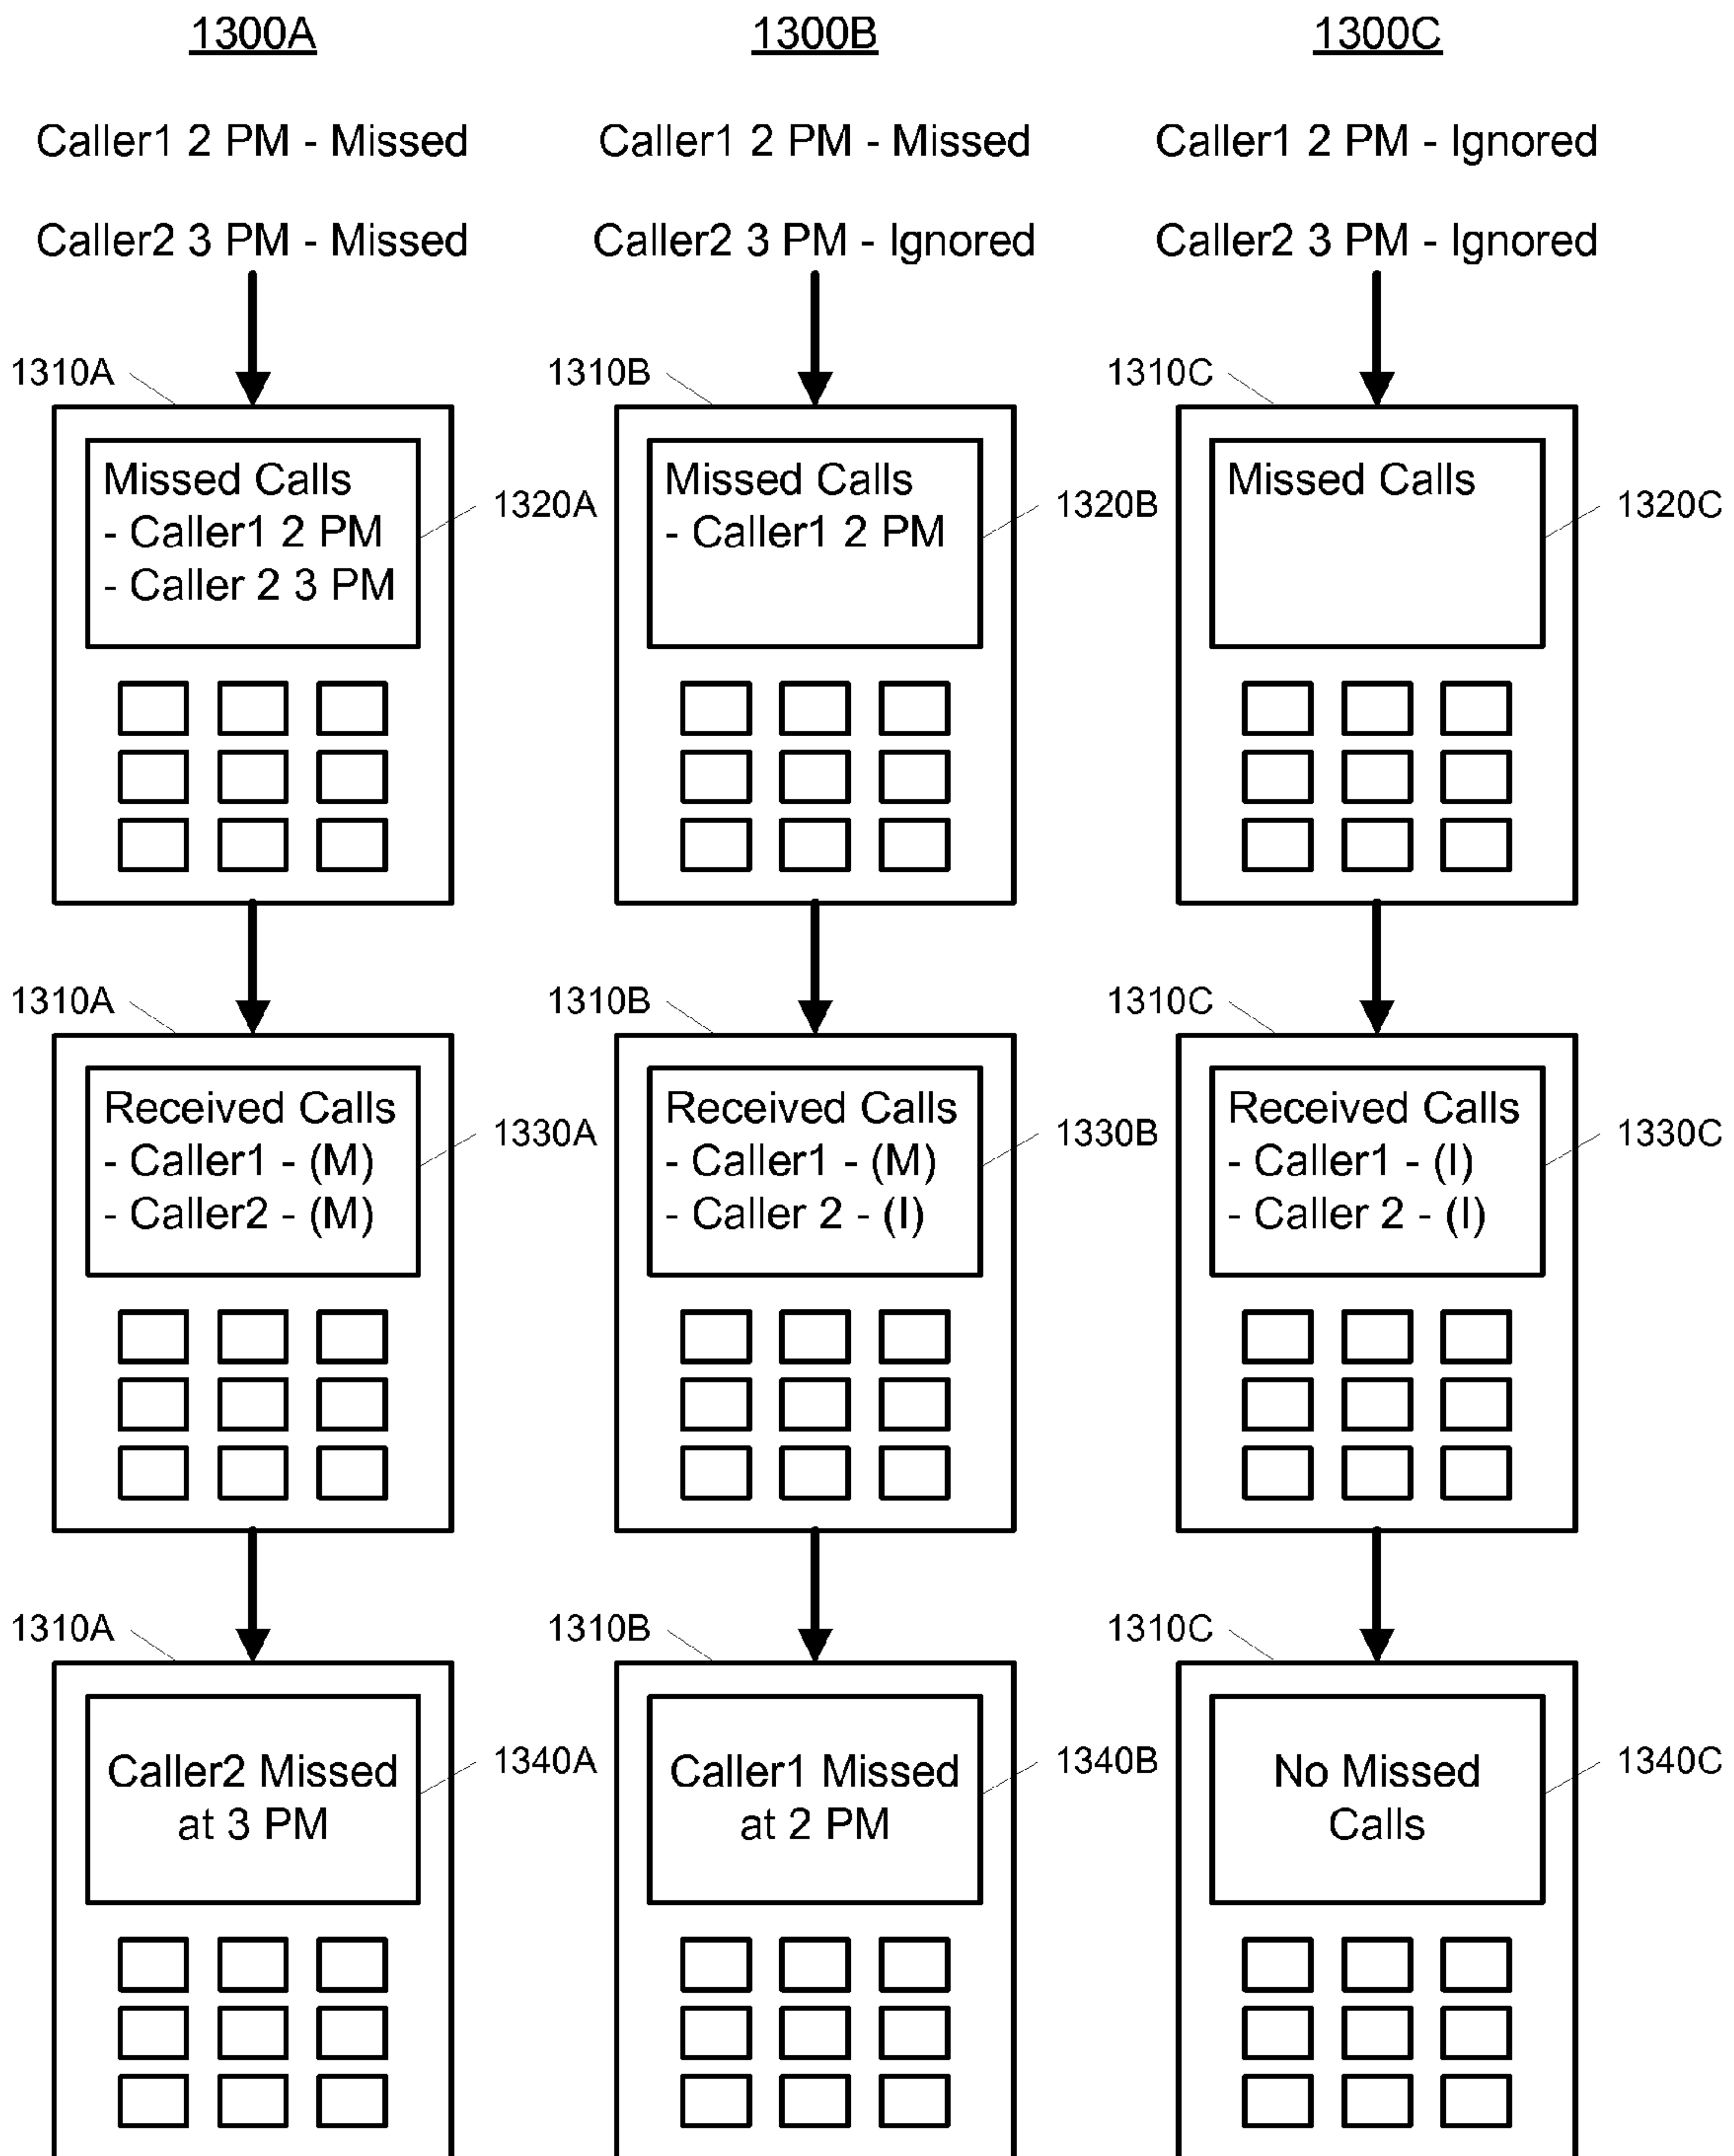 1300A
1300B
1300C
Caller1 2 PM - Missed
Caller1 2 PM - Missed
Caller1 2 PM - Ignored
Caller2 3 PM - Missed
Caller2 3 PM - Ignored
Caller2 3 PM - Ignored
1310A
1310B
1310C
Missed Calls
- Caller1 2 PM
- Caller 2 3 PM
1320A
Missed Calls
- Caller1 2 PM
1320B
Missed Calls
1320C
1310A
1310B
1310C
Received Calls
- Caller1 - (M)
- Caller2 - (M)
1330A
Received Calls
- Caller1 - (M)
- Caller 2 - (I)
1330B
Received Calls
- Caller1 - (I)
- Caller 2 - (I)
1330C
1310A
1310B
1310C
Caller2 Missed
at 3 PM
1340A
Caller1 Missed
at 2 PM
1340B
No Missed
Calls
1340C